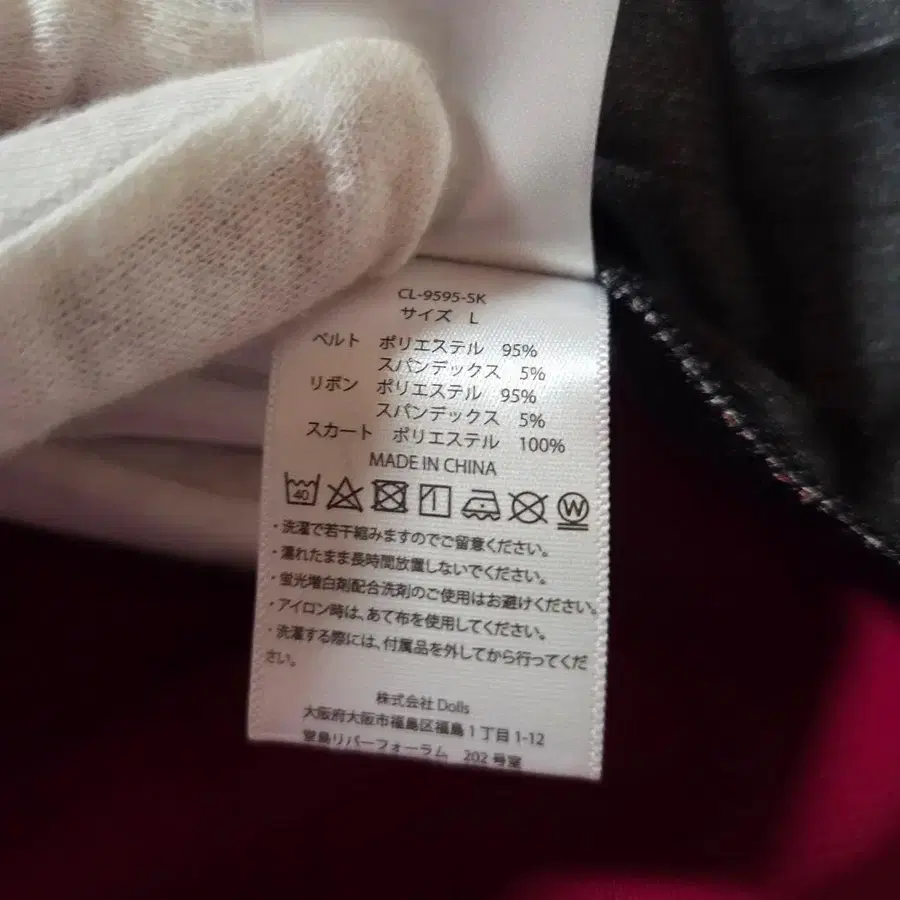 CL-9595-SK
サイズ L
ベルト ポリエステル 95%
スパンデックス 5%
リボン ポリエステル 95%
スパンデックス 5%
スカート ポリエステル 100%
MADE IN CHINA
40 W
・洗濯で若干縮みますのでご留意ください。
・濡れたまま長時間放置しないでください。
・蛍光増白剤配合洗剤のご使用はお避けください。
・アイロン時は、あて布を使用してください。
・洗濯する際には、付属品を外してから行ってくだ
さい。
株式会社 Dolls
大阪府大阪市福島区福島1丁目1-12
堂島リバーフォーラム 202号室